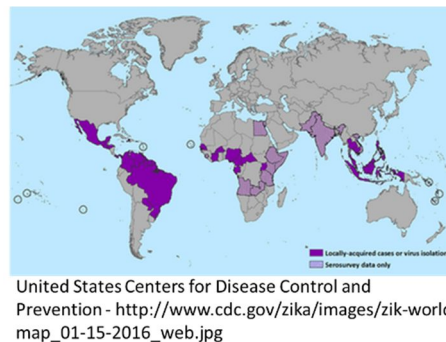 Locally-acquired cases or virus isolation
Serosurvey data only
United States Centers for Disease Control and
Prevention - http://www.cdc.gov/zika/images/zik-world
map_01-15-2016_web.jpg